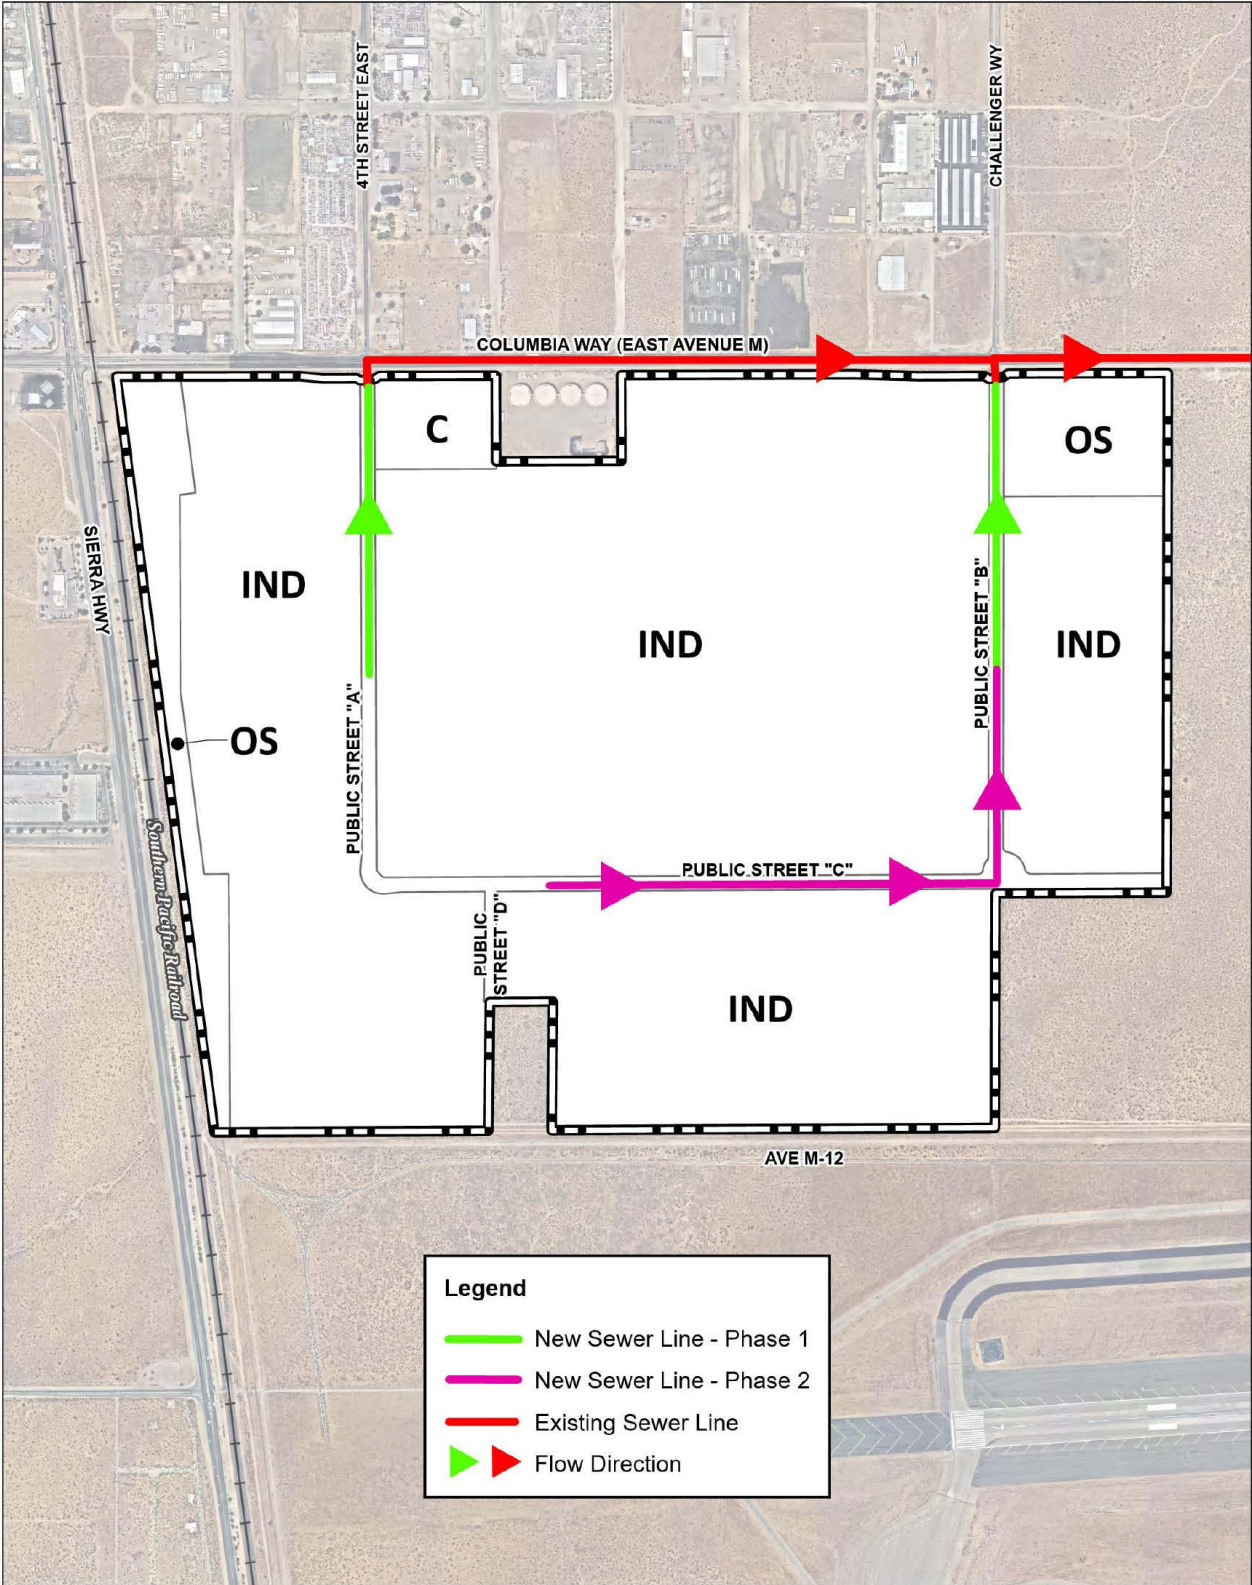 4TH STREET EAST
CHALLENGER WY
COLUMBIA WAY (EAST AVENUE M)
C
OS
SIERRA HWY
IND
IND
PUBLIC STREET "B"
IND
OS
PUBLIC STREET "A"
Southern Pacific Railroad
PUBLIC STREET "C"
PUBLIC
STREET "D"
IND
AVE M-12
Legend
New Sewer Line - Phase 1
New Sewer Line - Phase 2
Existing Sewer Line
Flow Direction